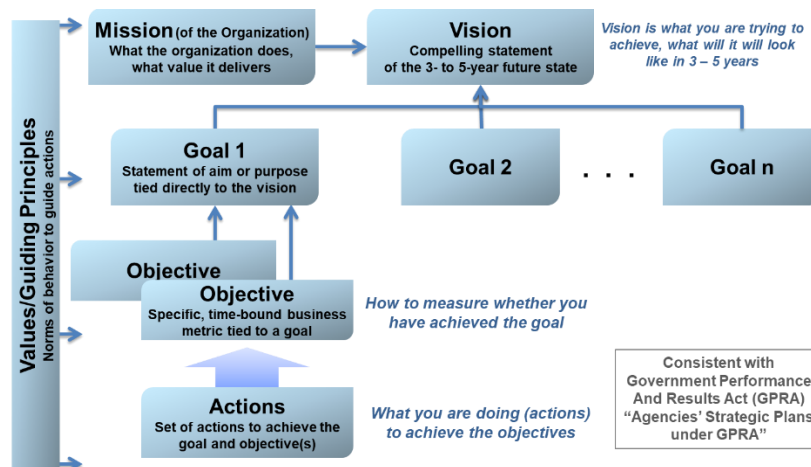 Values/Guiding Principles
Norms of behavior to guide actions
Mission (of the Organization)
What the organization does,
what value it delivers
Vision
Compelling statement
of the 3- to 5-year future state
Vision is what you are trying to
achieve, what will it will look
like in 3 – 5 years
Goal 1
Statement of aim or purpose
tied directly to the vision
Goal 2
. . .
Goal n
Objective
Objective
Specific, time-bound business
metric tied to a goal
How to measure whether you
have achieved the goal
Actions
Set of actions to achieve the
goal and objective(s)
What you are doing (actions)
to achieve the objectives
Consistent with
Government Performance
And Results Act (GPRA)
“Agencies’ Strategic Plans
under GPRA”